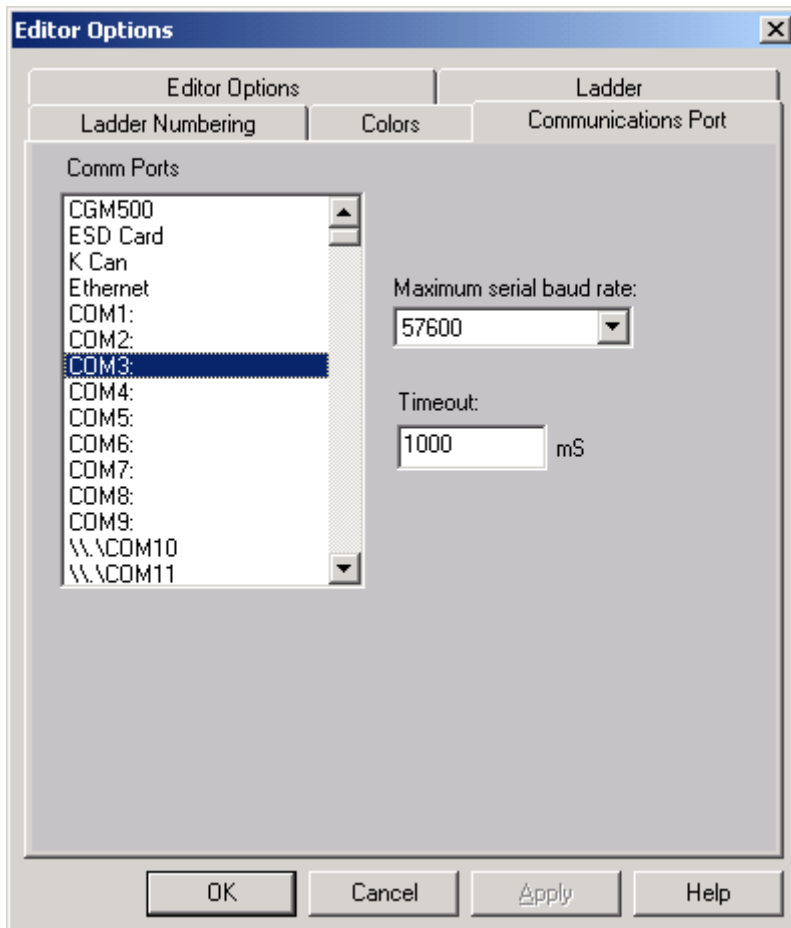 Editor Options
Editor Options
Ladder
Ladder Numbering
Colors
Communications Port
Comm Ports
CGM500
ESD Card
K Can
Ethernet
COM1:
COM2:
COM3:
COM4:
COM5:
COM6:
COM7:
COM8:
COM9:
\\.\COM10
\\.\COM11
Maximum serial baud rate:
57600
Timeout:
1000 mS
OK
Cancel
Apply
Help